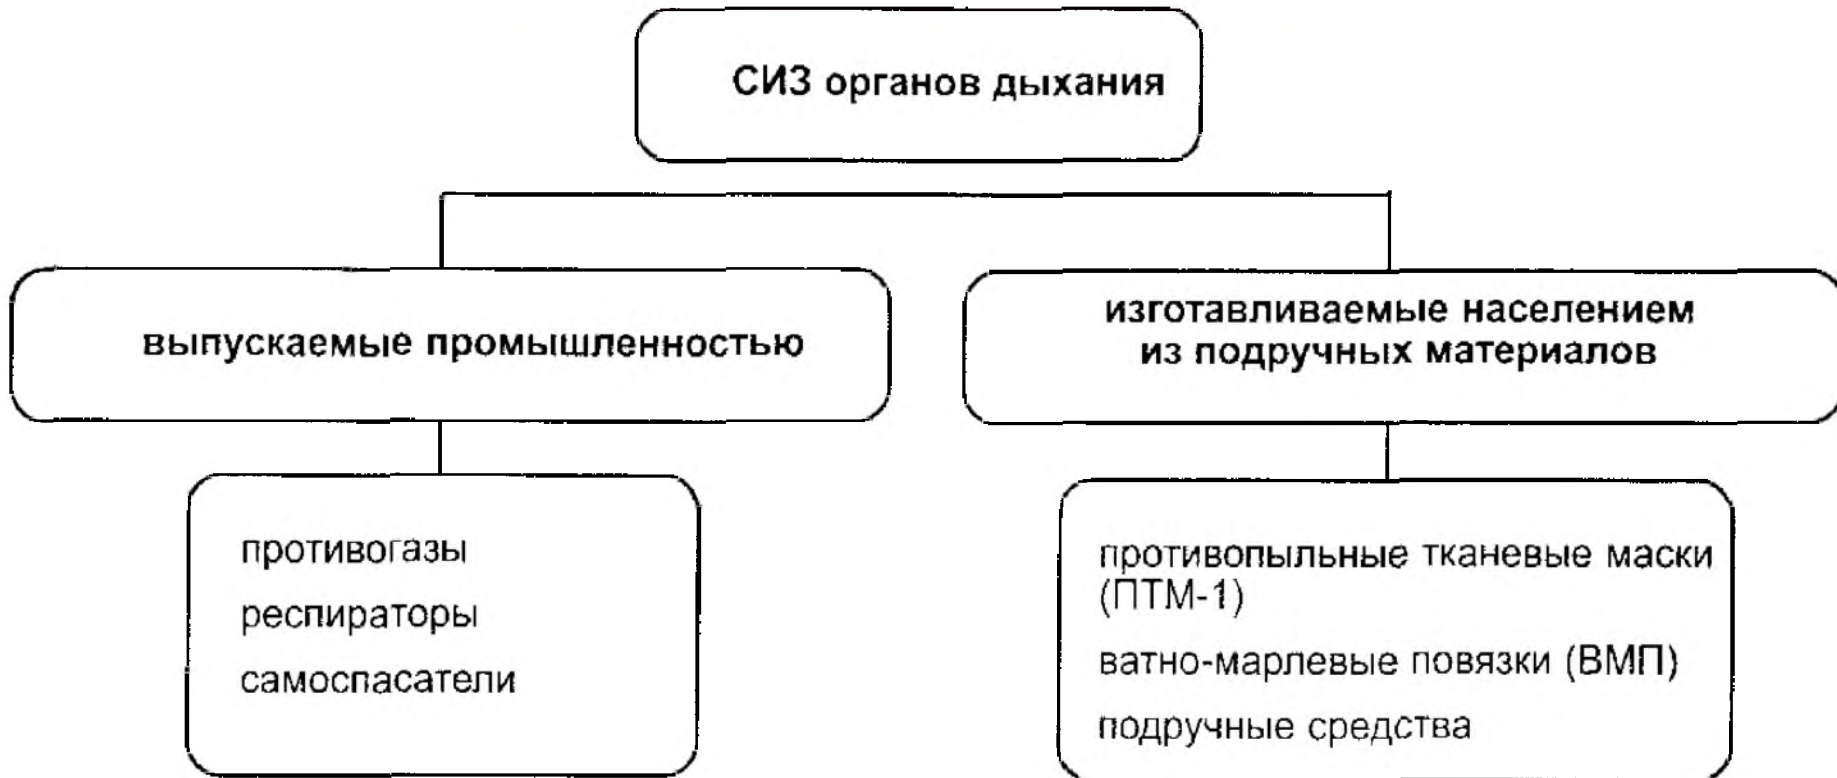 СИЗ органов дыхания
выпускаемые промышленностью
изготавливаемые населением
из подручных материалов
противогазы
респираторы
самоспасатели
противопыльные тканевые маски
(ПТМ-1)
ватно-марлевые повязки (ВМП)
подручные средства